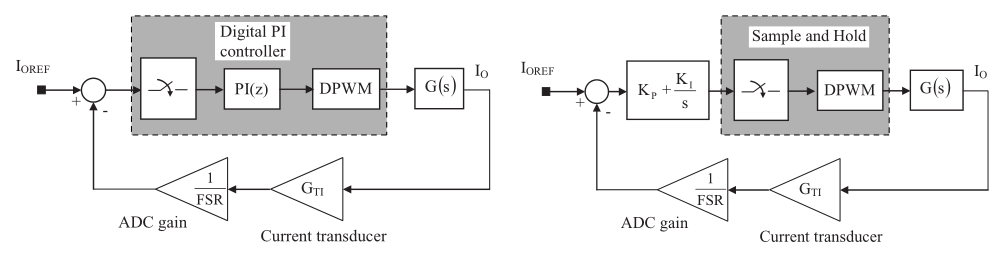 Digital PI
controller
I_OREF
+
-
PI(z)
DPWM
G(s)
I_O
1
FSR
G_TI
ADC gain
Current transducer
Sample and Hold
I_OREF
+
-
K_P + K_I
s
DPWM
G(s)
I_O
1
FSR
G_TI
ADC gain
Current transducer